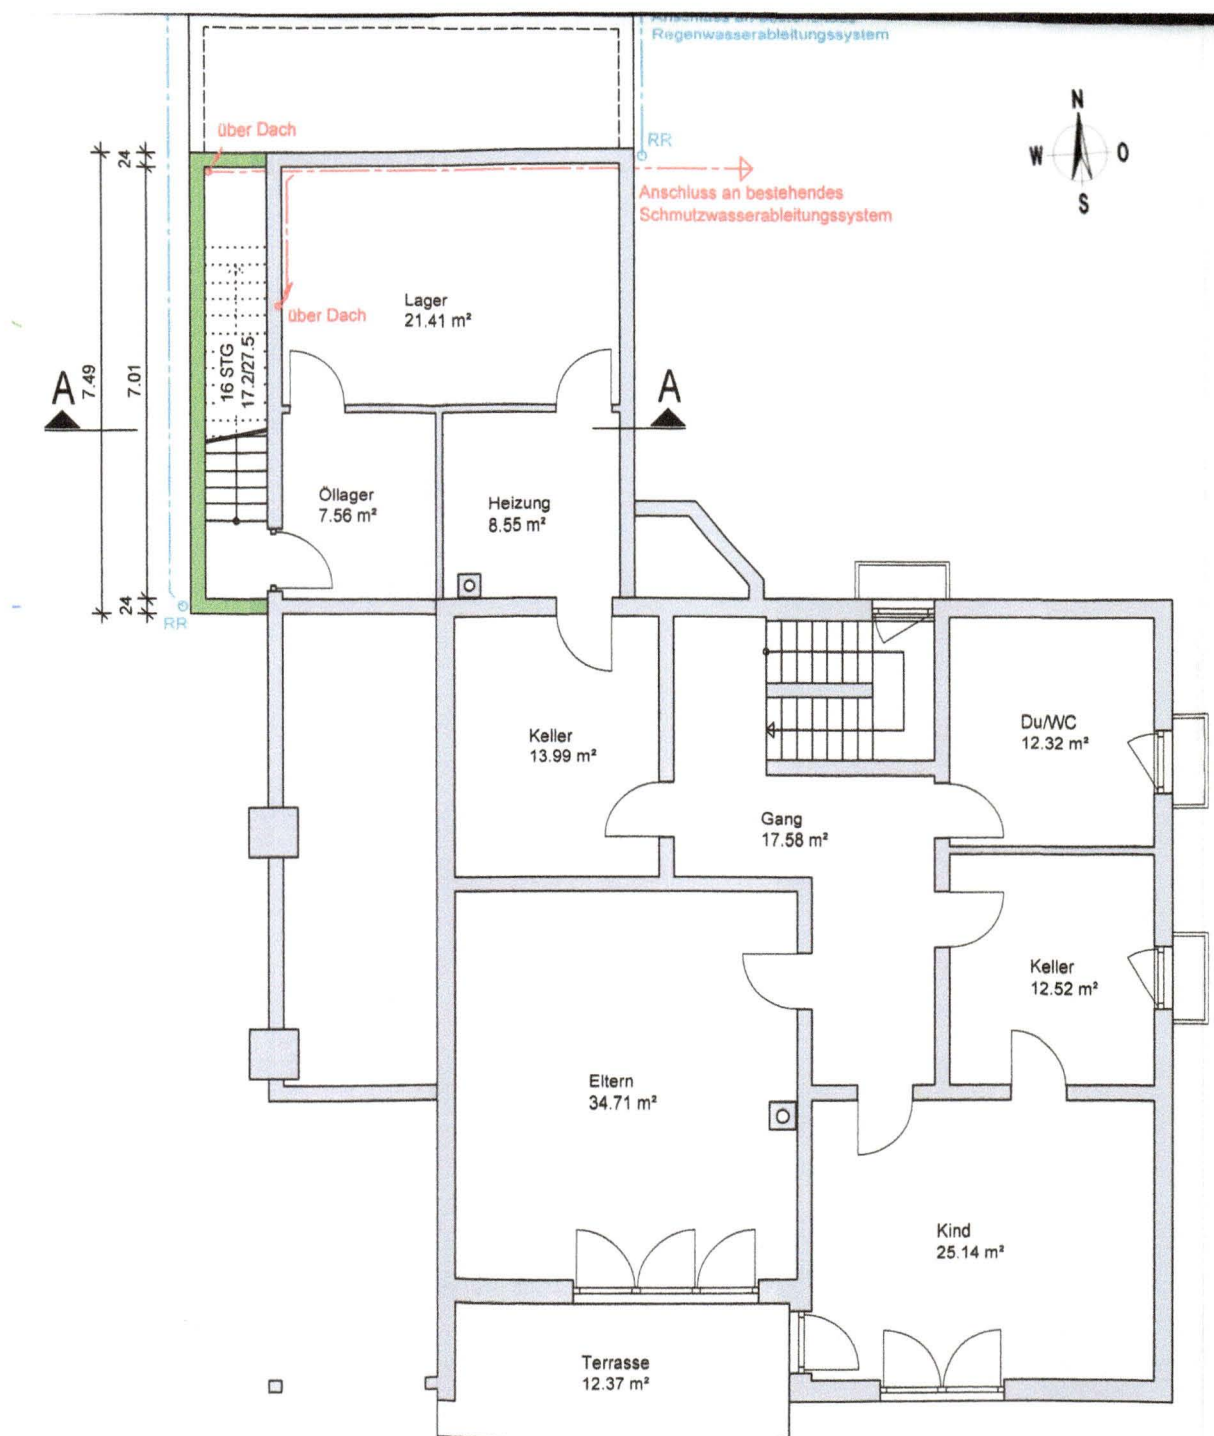 Anschluss an bestehendes
Regenwasserableitungssystem
N
W
O
S
über Dach
RR
Anschluss an bestehendes
Schmutzwasserableitungssystem
24
7.49
7.01
24
Lager
21.41 m²
über Dach
16 STG
17.2/27.5
A
A
Öllager
7.56 m²
Heizung
8.55 m²
RR
Keller
13.99 m²
Du/WC
12.32 m²
Gang
17.58 m²
Keller
12.52 m²
Eltern
34.71 m²
Kind
25.14 m²
Terrasse
12.37 m²